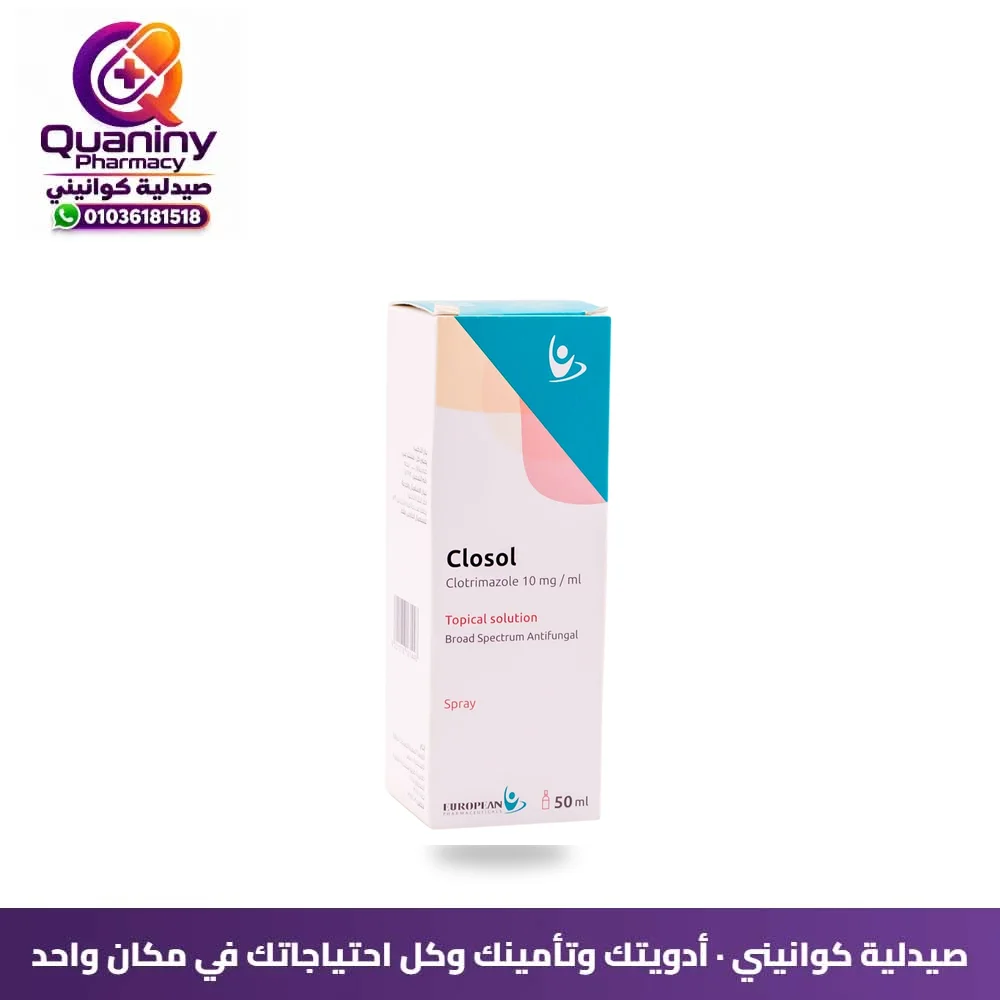 Quaniny
Pharmacy
صيدلية كوانيني
01036181518
Closol
Clotrimazole 10 mg / ml
Topical solution
Broad Spectrum Antifungal
Spray
EUROPEAN
PHARMACEUTICALS
50 ml
صيدلية كوانيني · أدويتك وتأمينك وكل احتياجاتك في مكان واحد